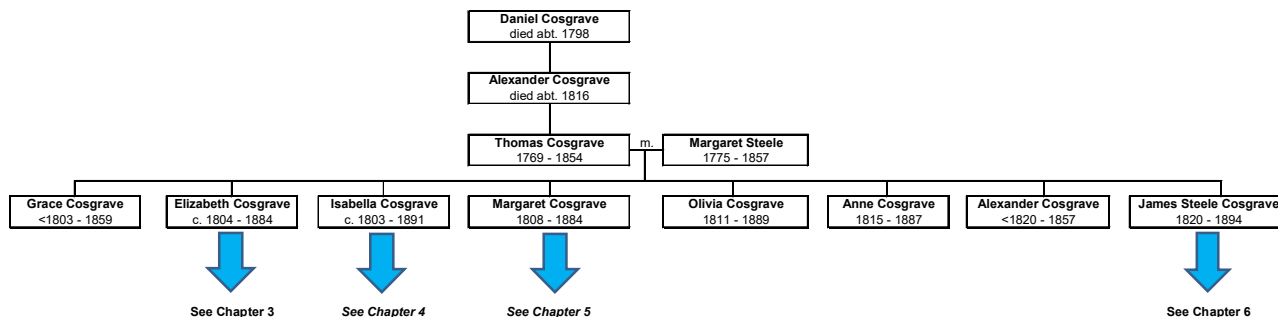 Daniel Cosgrave
died abt. 1798
Alexander Cosgrave
died abt. 1816
Thomas Cosgrave
1769 - 1854
m.
Margaret Steele
1775 - 1857
Grace Cosgrave
<1803 - 1859
Elizabeth Cosgrave
c. 1804 - 1884
Isabella Cosgrave
c. 1803 - 1891
Margaret Cosgrave
1808 - 1884
Olivia Cosgrave
1811 - 1889
Anne Cosgrave
1815 - 1887
Alexander Cosgrave
<1820 - 1857
James Steele Cosgrave
1820 - 1894
See Chapter 3
See Chapter 4
See Chapter 5
See Chapter 6